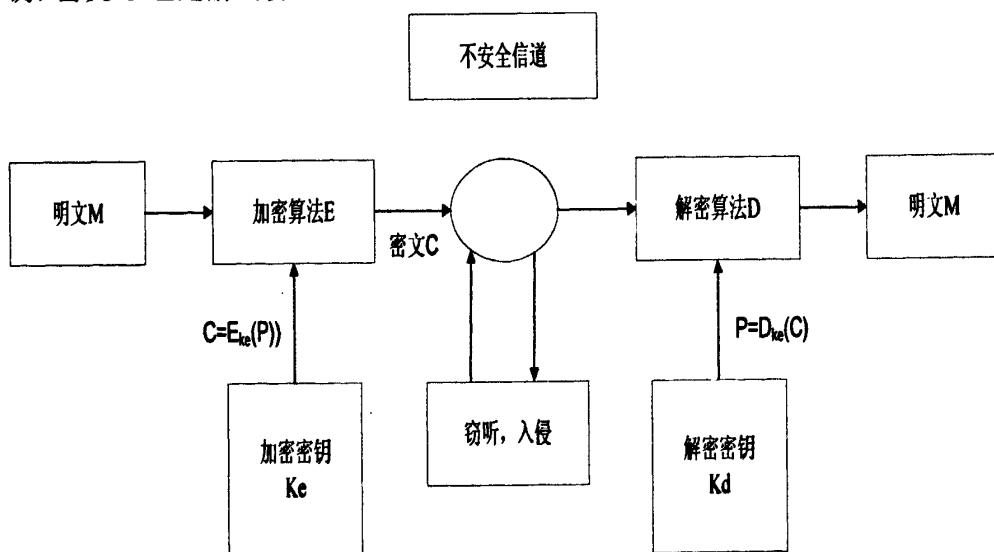 不安全信道
明文M
加密算法E
解密算法D
明文M
密文C
C=Eke(P))
P=Dke(C)
窃听，入侵
加密密钥
Ke
解密密钥
Kd